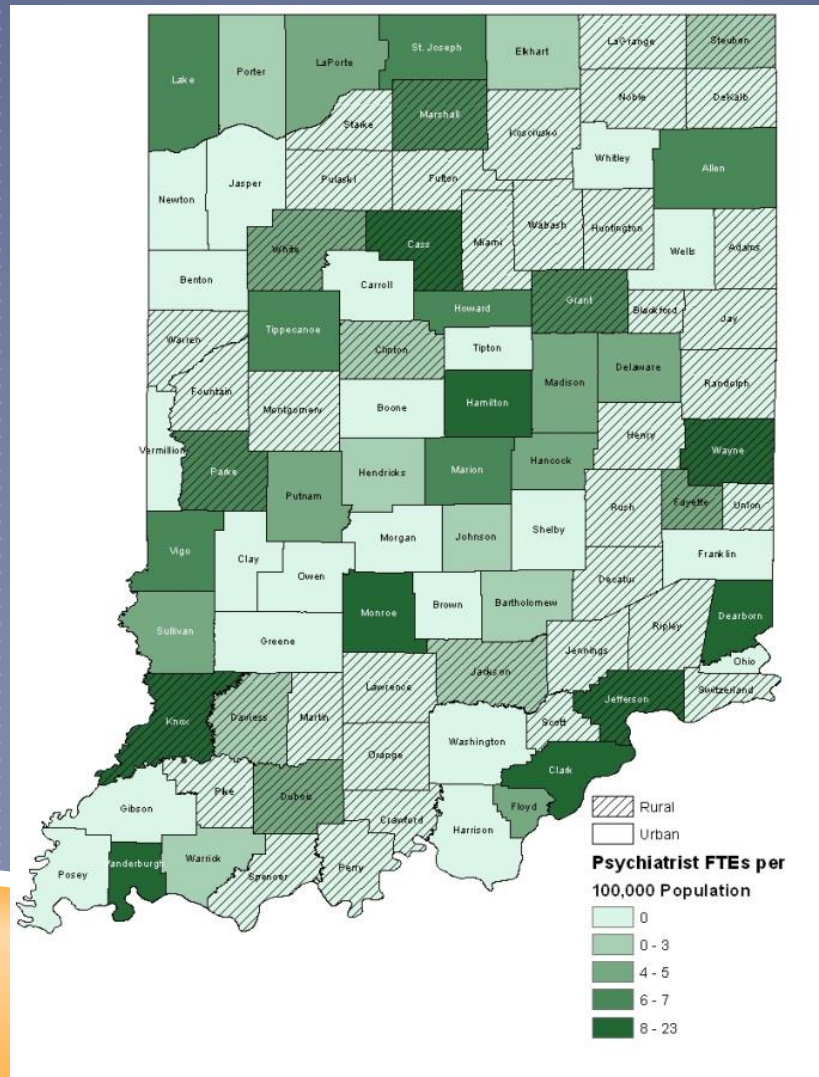 LaGrange
Steuben
St. Joseph
Elkhart
LaPorte
Porter
Lake
Noble
DeKalb
Marshall
Starke
Kosciusko
Whitley
Allen
Jasper
Newton
Pulaski
Fulton
Wabash
Huntington
Miami
Cass
White
Wells
Adams
Benton
Carroll
Howard
Grant
Blackford
Jay
Tippecanoe
Warren
Clinton
Tipton
Madison
Delaware
Randolph
Fountain
Montgomery
Boone
Hamilton
Henry
Wayne
Vermillion
Parke
Hendricks
Marion
Hancock
Putnam
Fayette
Union
Rush
Shelby
Morgan
Johnson
Vigo
Clay
Owen
Franklin
Decatur
Monroe
Brown
Bartholomew
Dearborn
Ripley
Sullivan
Greene
Jennings
Ohio
Jackson
Lawrence
Switzerland
Jefferson
Knox
Daviess
Martin
Scott
Washington
Orange
Clark
Pike
Dubois
Gibson
Floyd
Crawford
Harrison
Posey
Vanderburgh
Warrick
Spencer
Perry
Rural
Urban
Psychiatrist FTEs per
100,000 Population
0
0 - 3
4 - 5
6 - 7
8 - 23